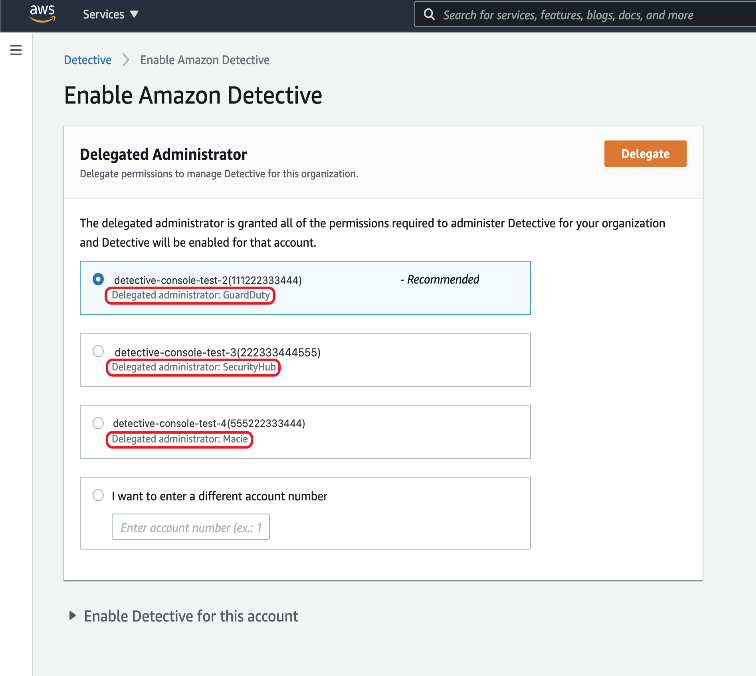 aws
Services ▼
Search for services, features, blogs, docs, and more
Detective > Enable Amazon Detective
Enable Amazon Detective
Delegated Administrator
Delegate
Delegate permissions to manage Detective for this organization.
The delegated administrator is granted all of the permissions required to administer Detective for your organization
and Detective will be enabled for that account.
detective-console-test-2(111222333444) - Recommended
Delegated administrator: GuardDuty
detective-console-test-3(222333444555)
Delegated administrator: SecurityHub
detective-console-test-4(555222333444)
Delegated administrator: Macie
I want to enter a different account number
Enter account number (ex.: 1
Enable Detective for this account